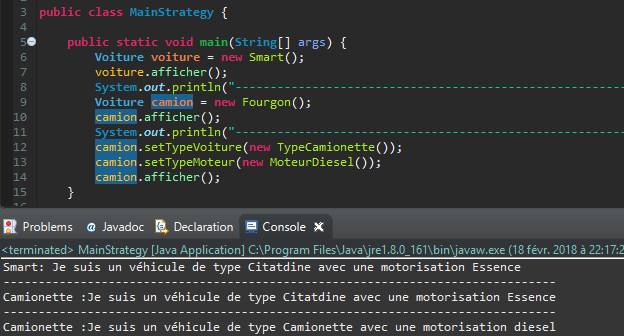 3 public class MainStrategy {
4
5 public static void main(String[] args) {
6 Voiture voiture = new Smart();
7 voiture.afficher();
8 System.out.println("----------------------------------------------------------
9 Voiture camion = new Fourgon();
10 camion.afficher();
11 System.out.println("----------------------------------------------------------
12 camion.setTypeVoiture(new TypeCamionette());
13 camion.setTypeMoteur(new MoteurDiesel());
14 camion.afficher();
15 }
Problems @ Javadoc Declaration Console
<terminated> MainStrategy [Java Application] C:\Program Files\Java\jre1.8.0_161\bin\javaw.exe (18 févr. 2018 à 22:17:2
Smart: Je suis un véhicule de type Citatdine avec une motorisation Essence
-------------------------------------------------------------------------------
Camionette :Je suis un véhicule de type Citatdine avec une motorisation Essence
-------------------------------------------------------------------------------
Camionette :Je suis un véhicule de type Camionette avec une motorisation diesel